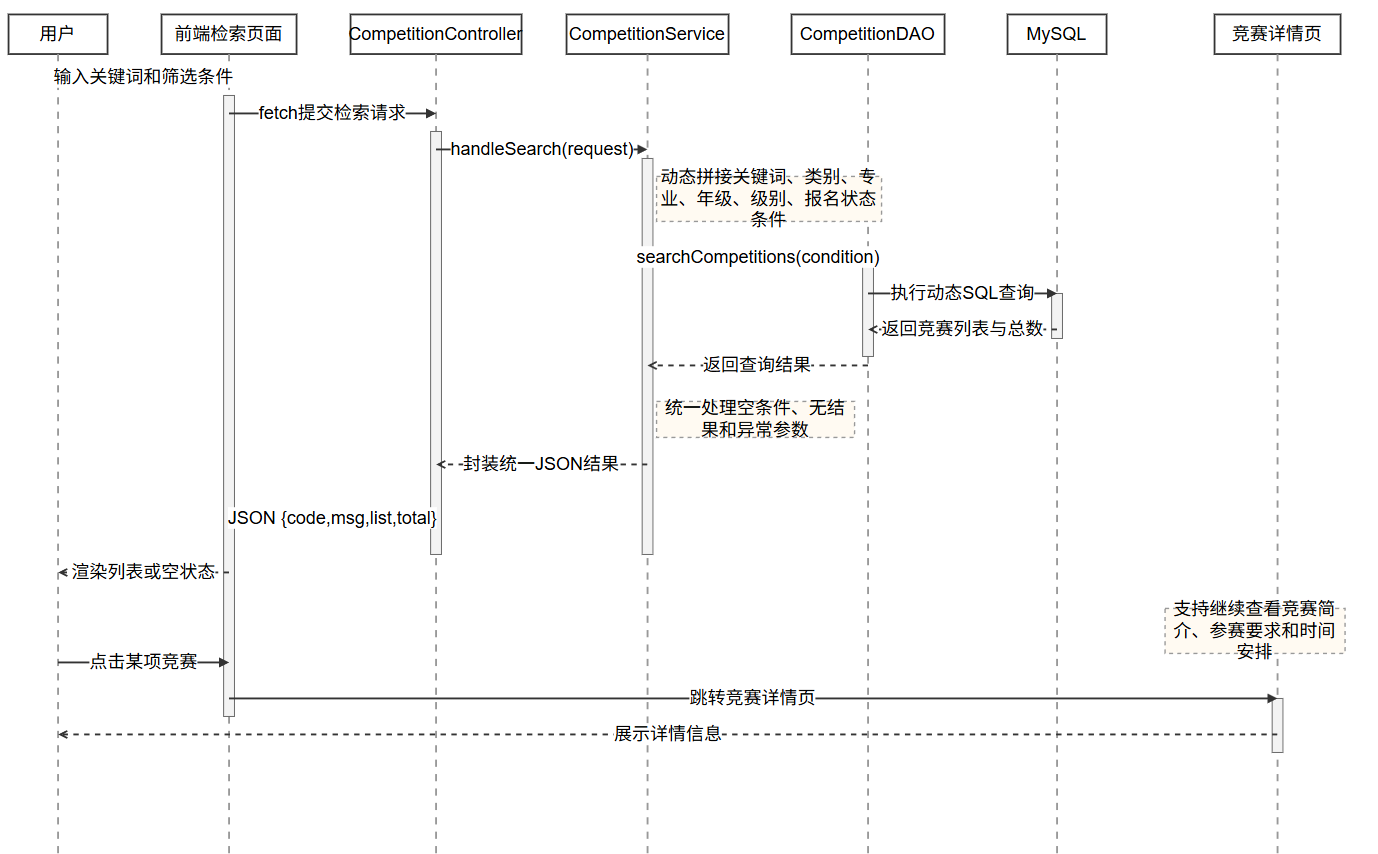 用户
前端检索页面
CompetitionController
CompetitionService
CompetitionDAO
MySQL
竞赛详情页
输入关键词和筛选条件
fetch提交检索请求
handleSearch(request)
动态拼接关键词、类别、专
业、年级、级别、报名状态
条件
searchCompetitions(condition)
执行动态SQL查询
返回竞赛列表与总数
返回查询结果
统一处理空条件、无结
果和异常参数
封装统一JSON结果
JSON {code,msg,list,total}
渲染列表或空状态
支持继续查看竞赛简
介、参赛要求和时间
安排
点击某项竞赛
跳转竞赛详情页
展示详情信息